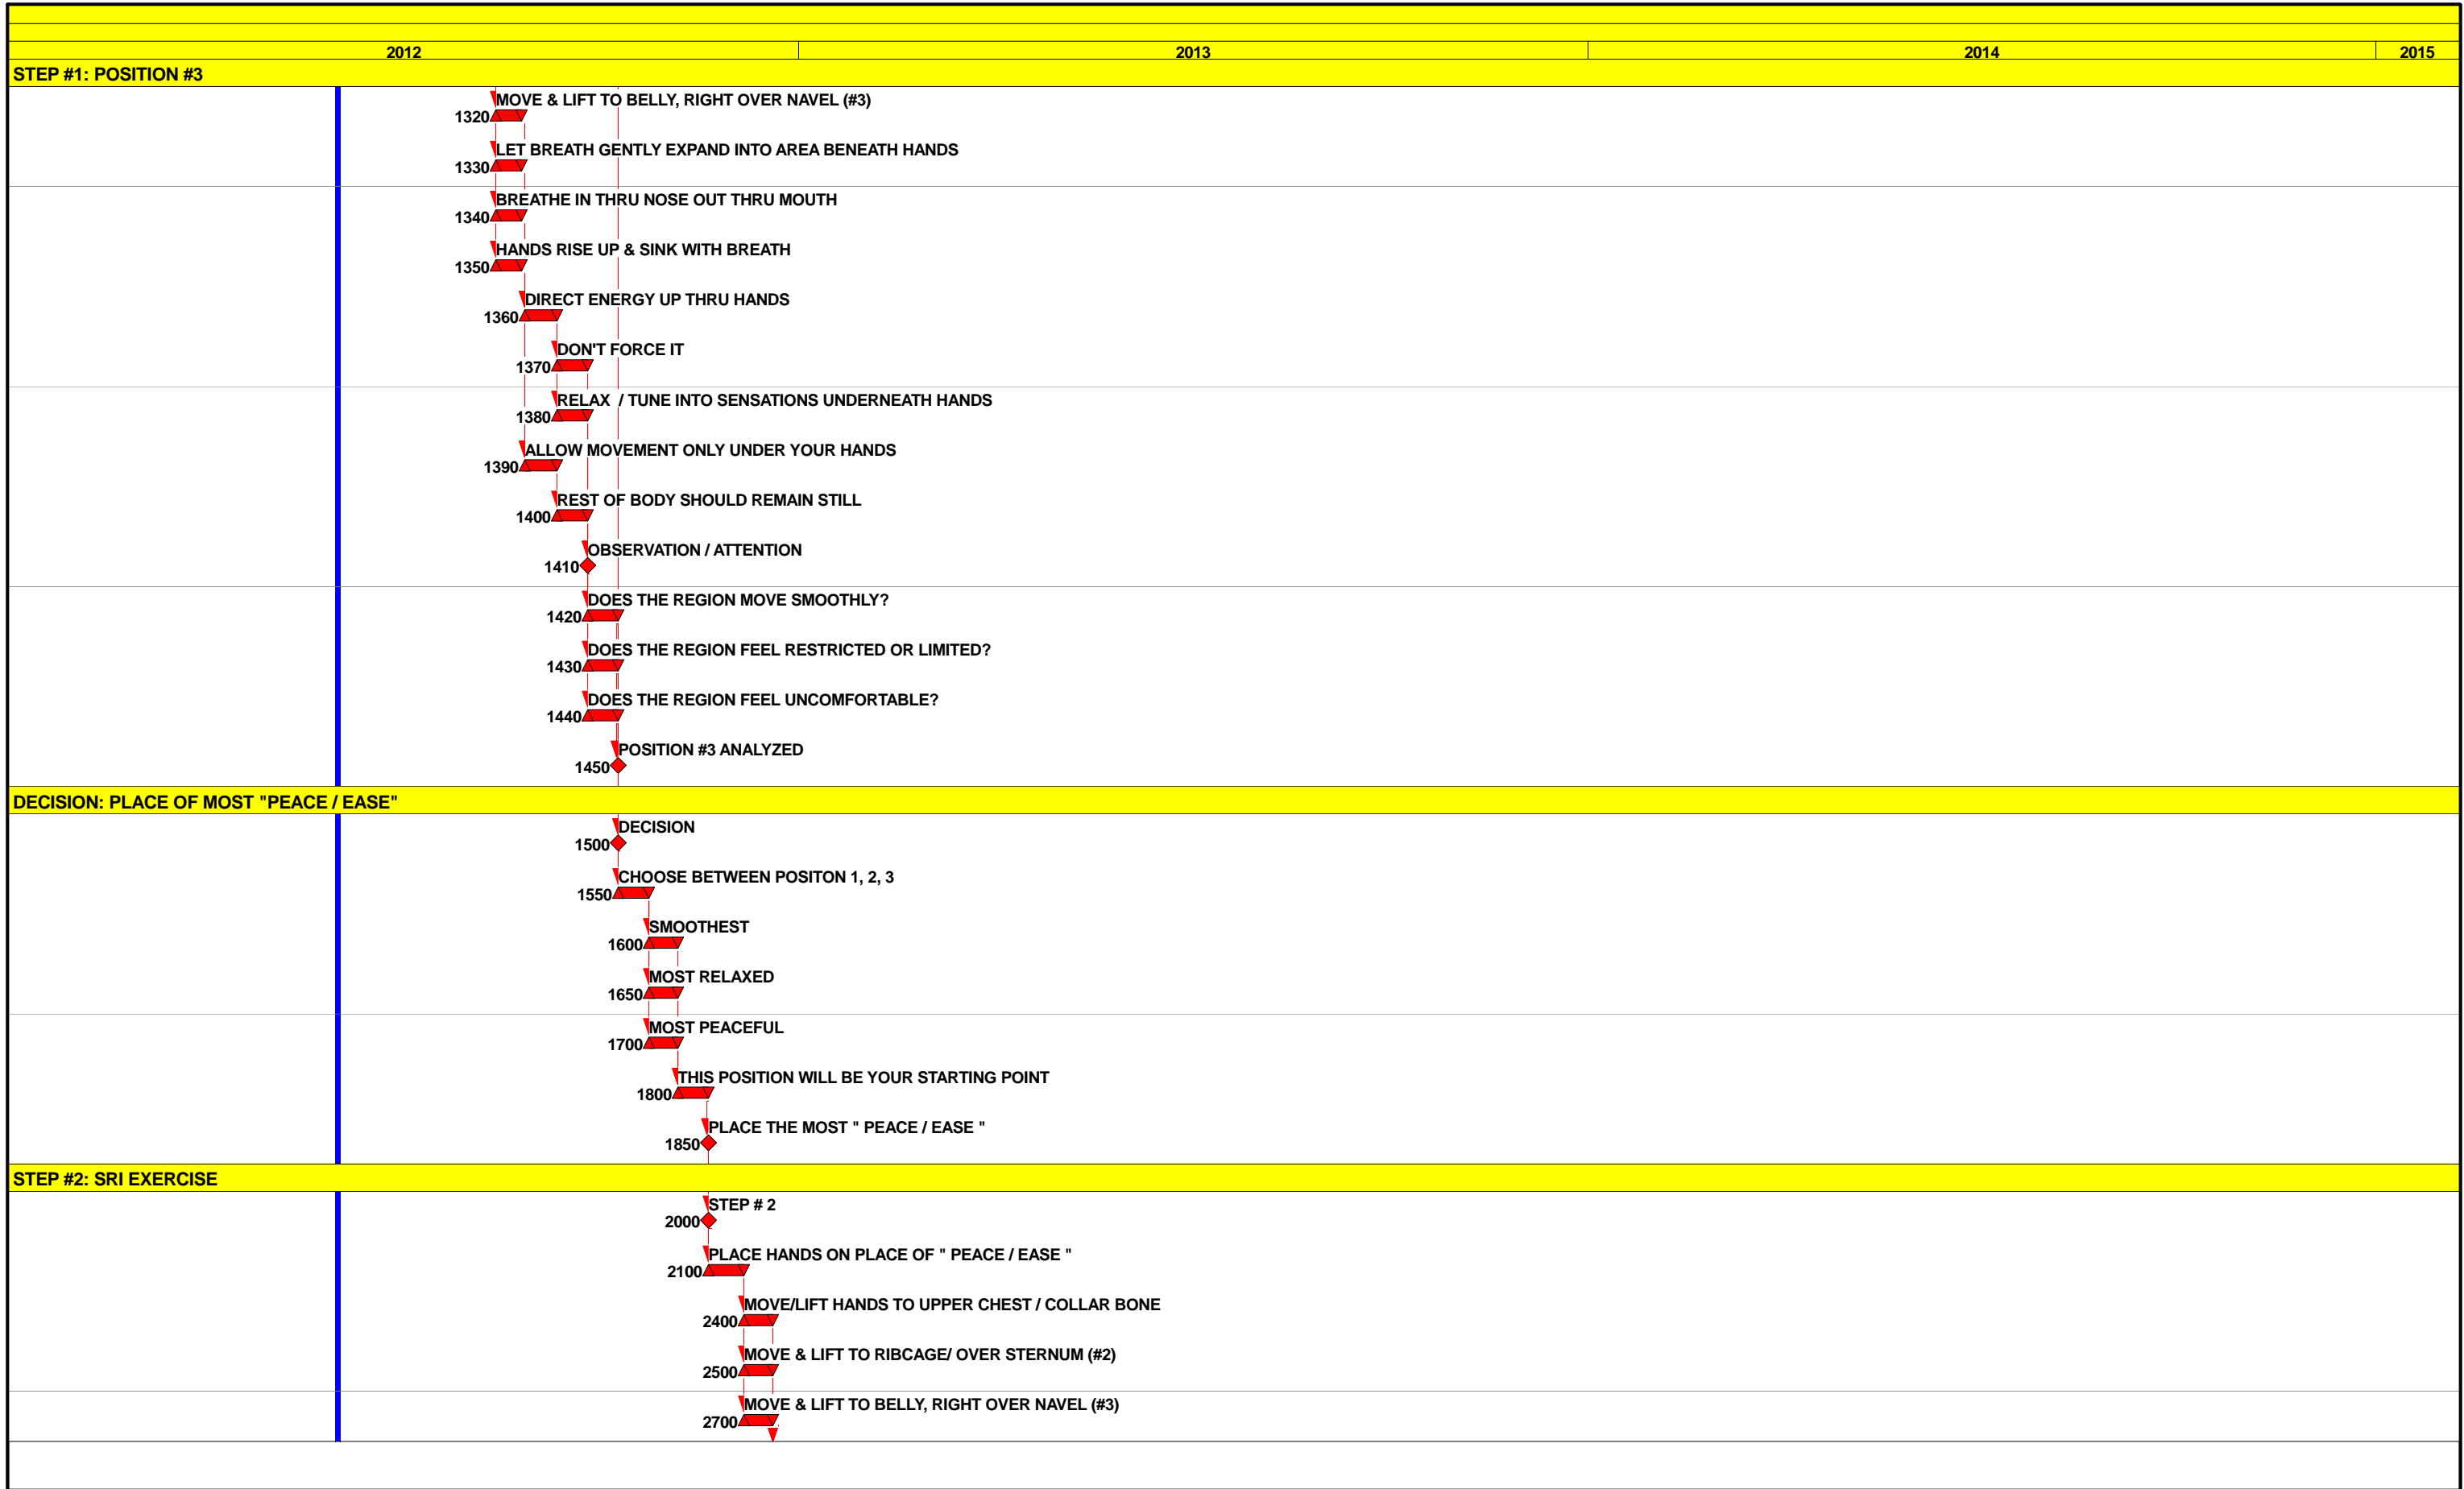 2012 2013 2014 2015
STEP #1: POSITION #3
MOVE & LIFT TO BELLY, RIGHT OVER NAVEL (#3)
1320
LET BREATH GENTLY EXPAND INTO AREA BENEATH HANDS
1330
BREATHE IN THRU NOSE OUT THRU MOUTH
1340
HANDS RISE UP & SINK WITH BREATH
1350
DIRECT ENERGY UP THRU HANDS
1360
DON'T FORCE IT
1370
RELAX / TUNE INTO SENSATIONS UNDERNEATH HANDS
1380
ALLOW MOVEMENT ONLY UNDER YOUR HANDS
1390
REST OF BODY SHOULD REMAIN STILL
1400
OBSERVATION / ATTENTION
1410
DOES THE REGION MOVE SMOOTHLY?
1420
DOES THE REGION FEEL RESTRICTED OR LIMITED?
1430
DOES THE REGION FEEL UNCOMFORTABLE?
1440
POSITION #3 ANALYZED
1450
DECISION: PLACE OF MOST "PEACE / EASE"
DECISION
1500
CHOOSE BETWEEN POSITON 1, 2, 3
1550
SMOOTHEST
1600
MOST RELAXED
1650
MOST PEACEFUL
1700
THIS POSITION WILL BE YOUR STARTING POINT
1800
PLACE THE MOST " PEACE / EASE "
1850
STEP #2: SRI EXERCISE
STEP # 2
2000
PLACE HANDS ON PLACE OF " PEACE / EASE "
2100
MOVE/LIFT HANDS TO UPPER CHEST / COLLAR BONE
2400
MOVE & LIFT TO RIBCAGE/ OVER STERNUM (#2)
2500
MOVE & LIFT TO BELLY, RIGHT OVER NAVEL (#3)
2700